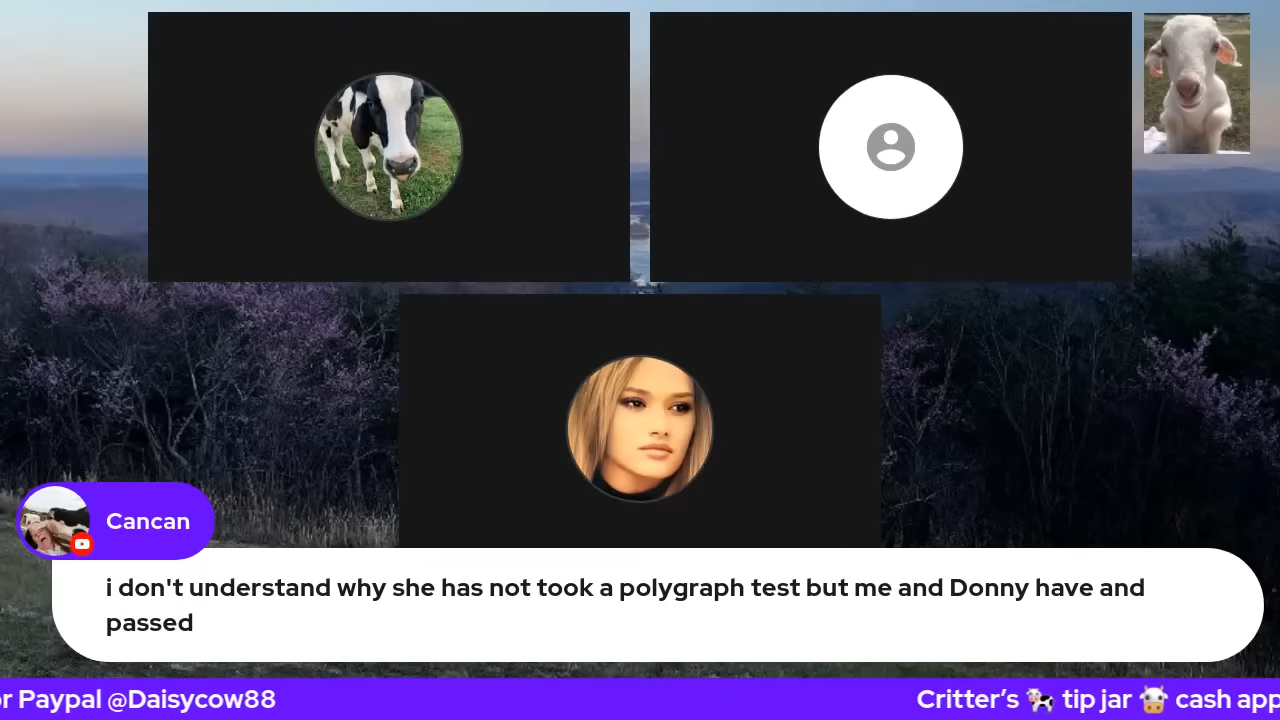 Cancan
i don't understand why she has not took a polygraph test but me and Donny have and
passed
or Paypal @Daisycow88
Critter’s 🐄 tip jar 🐮 cash app